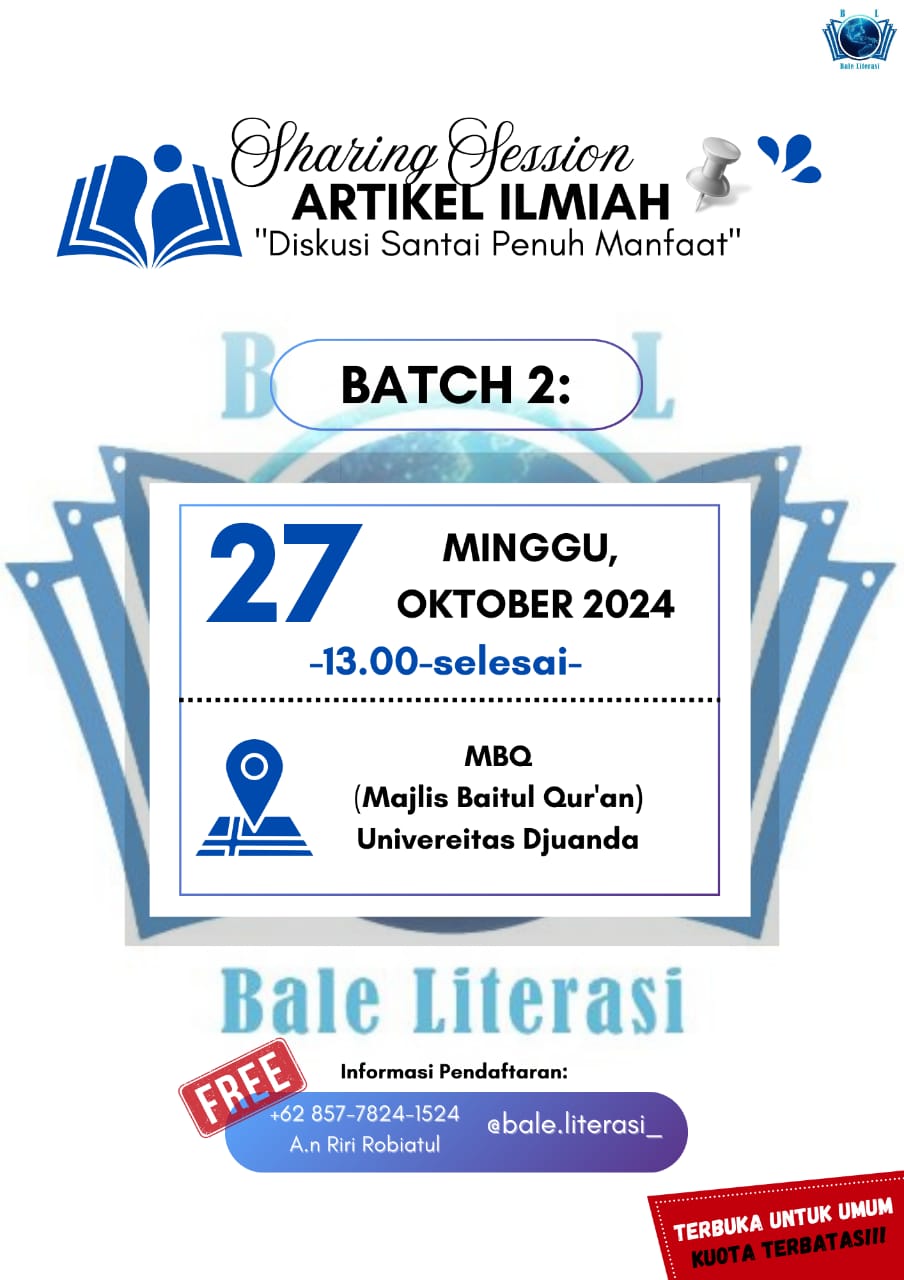 B L
Bale Literasi
Sharing Session
ARTIKEL ILMIAH
"Diskusi Santai Penuh Manfaat"
B L
BATCH 2:
27
MINGGU,
OKTOBER 2024
-13.00-selesai-
MBQ
(Majlis Baitul Qur'an)
Univereitas Djuanda
Bale Literasi
FREE
Informasi Pendaftaran:
+62 857-7824-1524
A.n Riri Robiatul
@bale.literasi_
TERBUKA UNTUK UMUM
KUOTA TERBATAS!!!